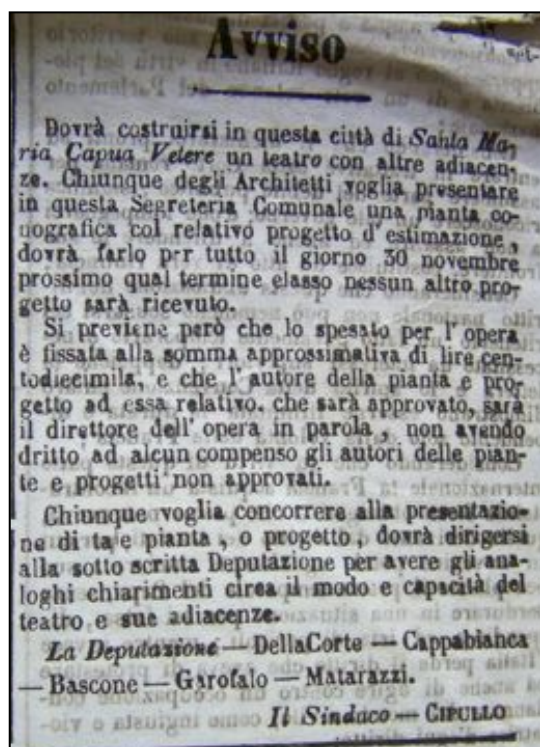 Avviso
Dovrà costruirsi in questa città di Santa Ma-
ria Capua Vetere un teatro con altre adiacen-
ze. Chiunque degli Architetti voglia presentare
in questa Segreteria Comunale una pianta co-
nografica col relativo progetto d'estimazione,
dovrà farlo per tutto il giorno 30 novembre
prossimo qual termine elasso nessun altro pro-
getto sarà ricevuto.
Si previene però che lo spesato per l'opera
è fissata alla somma approssimativa di lire cen-
todiecimila, e che l'autore della pianta e pro-
getto ad essa relativo. che sarà approvato, sarà
il direttore dell'opera in parola, non avendo
dritto ad alcun compenso gli autori delle pian-
te e progetti non approvati.
Chiunque voglia concorrere alla presentazio-
ne di ta e pianta, o progetto, dovrà dirigersi
alla sotto scritta Deputazione per avere gli ana-
loghi chiarimenti circa il modo e capacità del
teatro e sue adiacenze.
La Deputazione — DellaCorte — Cappabianca
— Bascone — Garofalo — Matarazzi.
Il Sindaco — CIPULLO